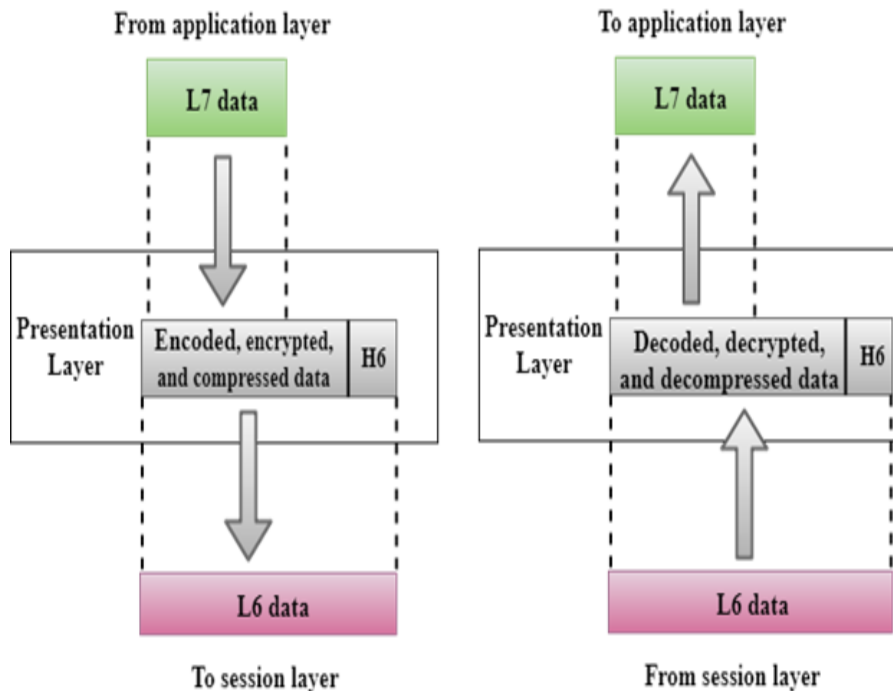 From application layer
L7 data
Presentation
Layer
Encoded, encrypted,
and compressed data
H6
L6 data
To session layer
To application layer
L7 data
Presentation
Layer
Decoded, decrypted,
and decompressed data
H6
L6 data
From session layer